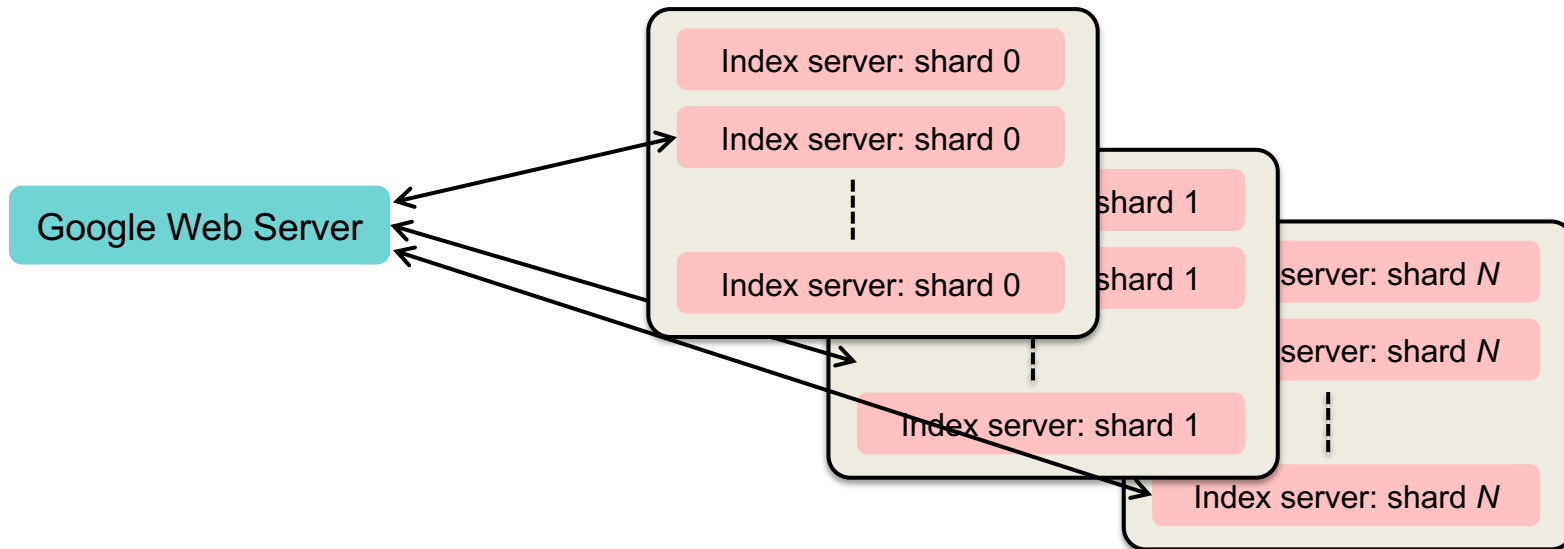 Index server: shard 0
Index server: shard 0
Index server: shard 0
Google Web Server
shard 1
shard 1
Index server: shard 1
server: shard N
server: shard N
Index server: shard N